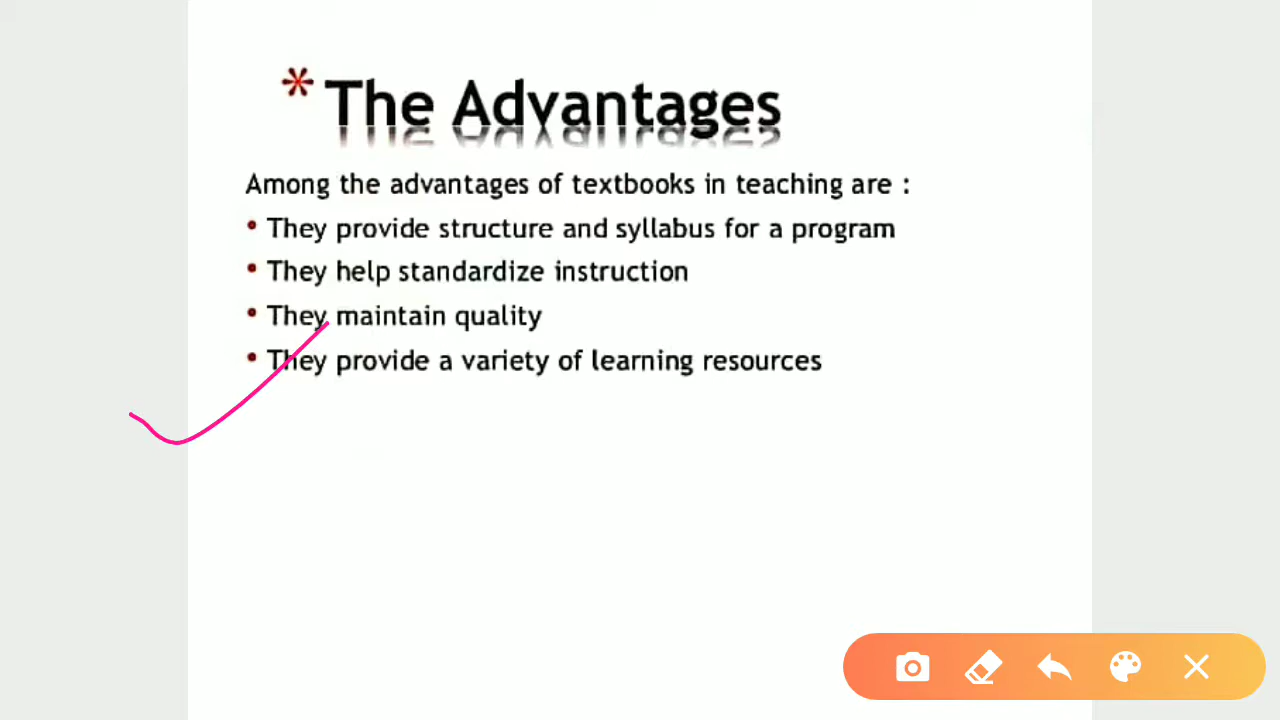 * The Advantages
Among the advantages of textbooks in teaching are :
• They provide structure and syllabus for a program
• They help standardize instruction
• They maintain quality
• They provide a variety of learning resources